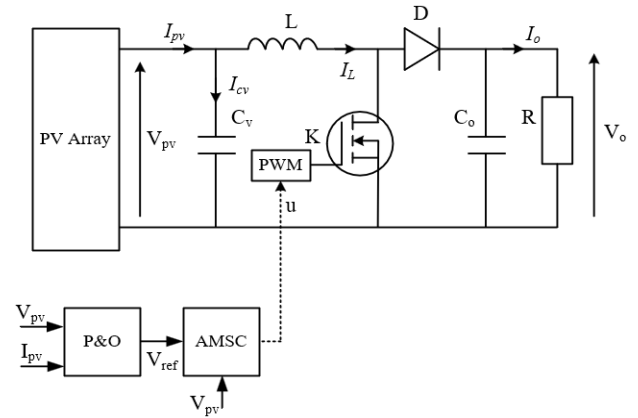 I_pv
L
I_L
D
I_o
I_cv
PV Array
V_pv
C_v
K
C_o
R
V_o
PWM
u
V_pv
I_pv
P&O
V_ref
AMSC
V_pv